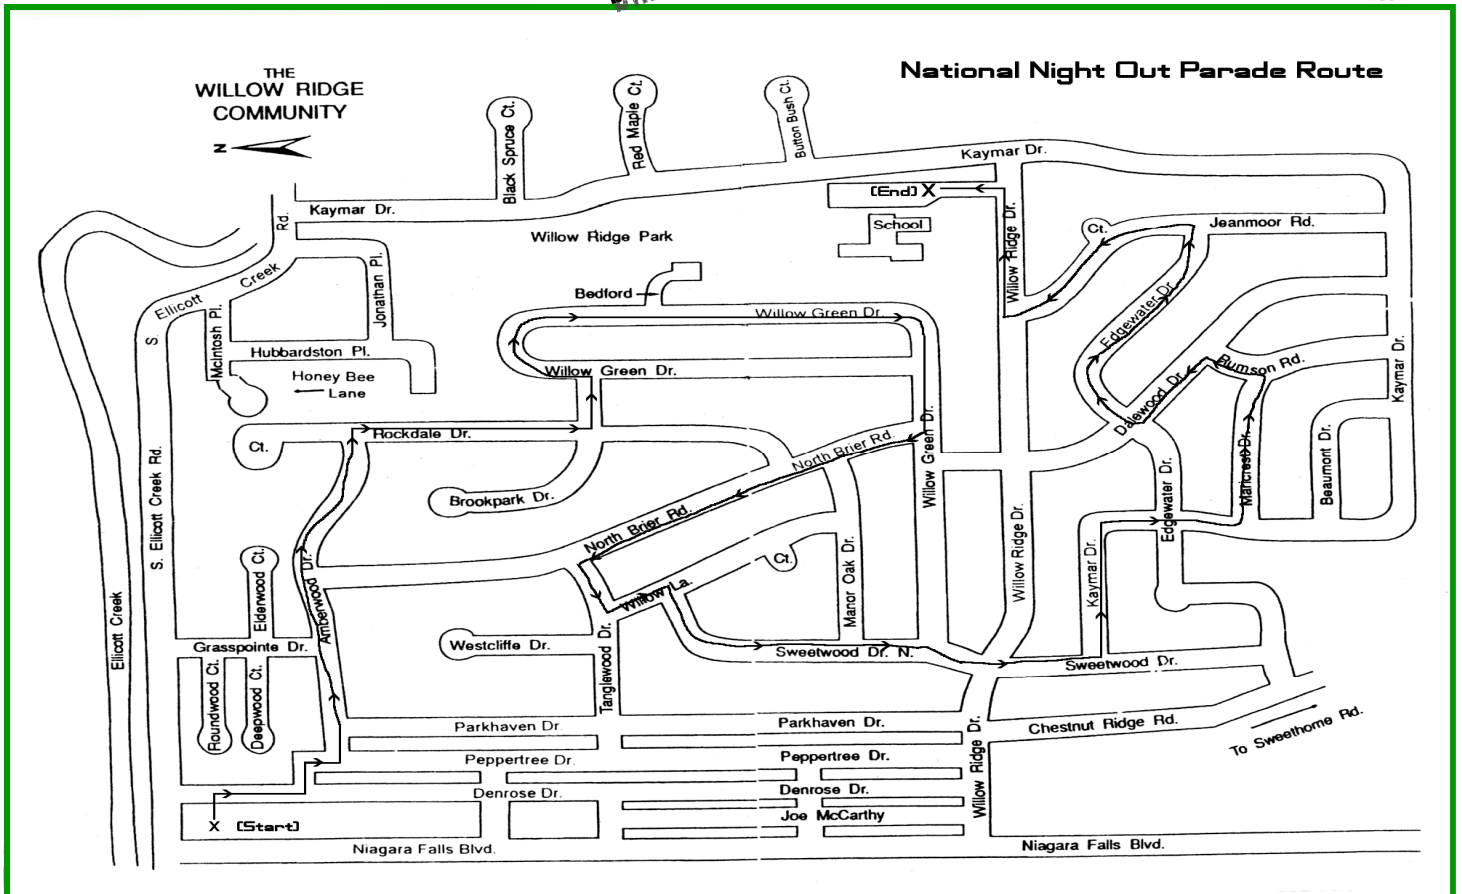 National Night Out Parade Route
THE
WILLOW RIDGE
COMMUNITY
N
Black Spruce Ct.
Red Maple Ct.
Button Bush Ct.
Kaymar Dr.
Kaymar Dr.
(End) X
School
Rd.
Willow Ridge Park
Ct.
Jeanmoor Rd.
Willow Ridge Dr.
S. Ellicott Creek
Jonathan Pl.
McIntosh Pl.
Bedford
Willow Green Dr.
Edgewater Dr.
Hubbardston Pl.
Honey Bee
Lane
Willow Green Dr.
Rumson Rd.
Kaymar Dr.
Dalewood Dr.
Ct.
Rockdale Dr.
North Brier Rd.
Willow Green Dr.
Maricrest Dr.
Beaumont Dr.
S. Ellicott Creek Rd.
Brookpark Dr.
North Brier Rd.
Edgewater Dr.
Willow Ridge Dr.
Ct.
Elderwood Ct.
Amberwood Dr.
Willow La.
Manor Oak Dr.
Kaymar Dr.
Ellicott Creek
Grasspointe Dr.
Westcliffe Dr.
Tanglewood Dr.
Sweetwood Dr. N.
Sweetwood Dr.
Roundwood Ct.
Deepwood Ct.
Parkhaven Dr.
Parkhaven Dr.
Chestnut Ridge Rd.
To Sweethome Rd.
Peppertree Dr.
Peppertree Dr.
Willow Ridge Dr.
Denrose Dr.
Denrose Dr.
Joe McCarthy
X (Start)
Niagara Falls Blvd.
Niagara Falls Blvd.